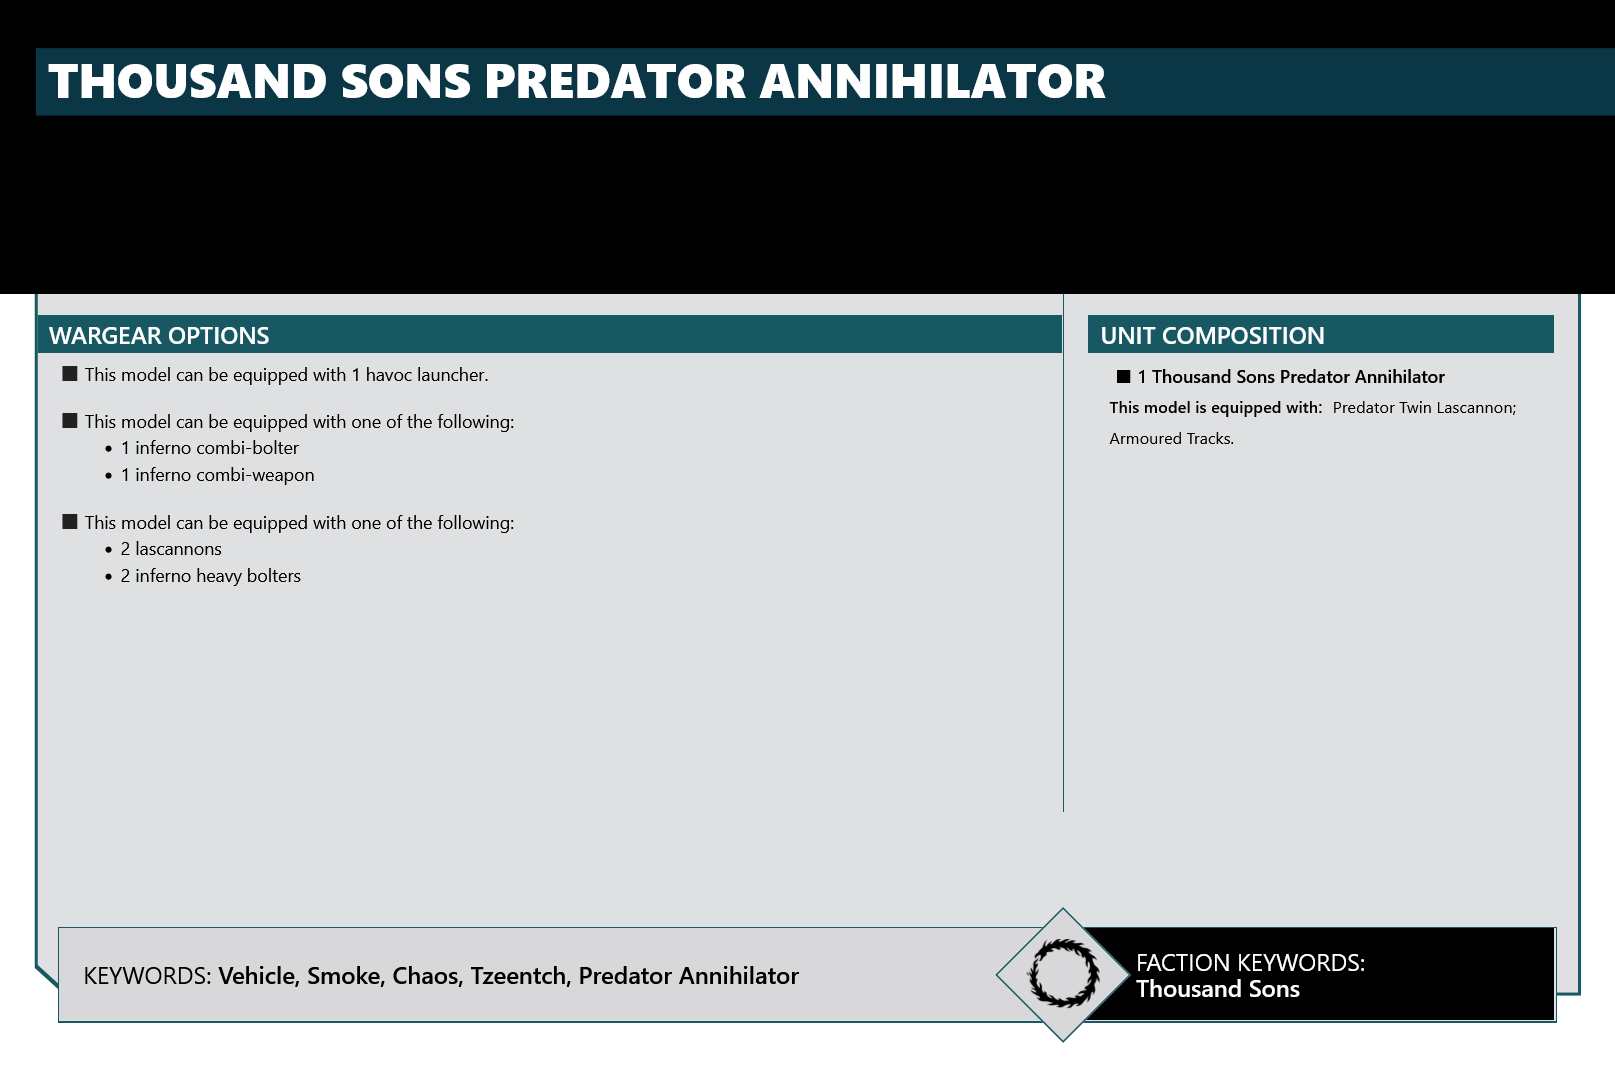 THOUSAND SONS PREDATOR ANNIHILATOR
WARGEAR OPTIONS
■ This model can be equipped with 1 havoc launcher.
■ This model can be equipped with one of the following:
• 1 inferno combi-bolter
• 1 inferno combi-weapon
■ This model can be equipped with one of the following:
• 2 lascannons
• 2 inferno heavy bolters
UNIT COMPOSITION
■ 1 Thousand Sons Predator Annihilator
This model is equipped with: Predator Twin Lascannon;
Armoured Tracks.
KEYWORDS: Vehicle, Smoke, Chaos, Tzeentch, Predator Annihilator
FACTION KEYWORDS:
Thousand Sons